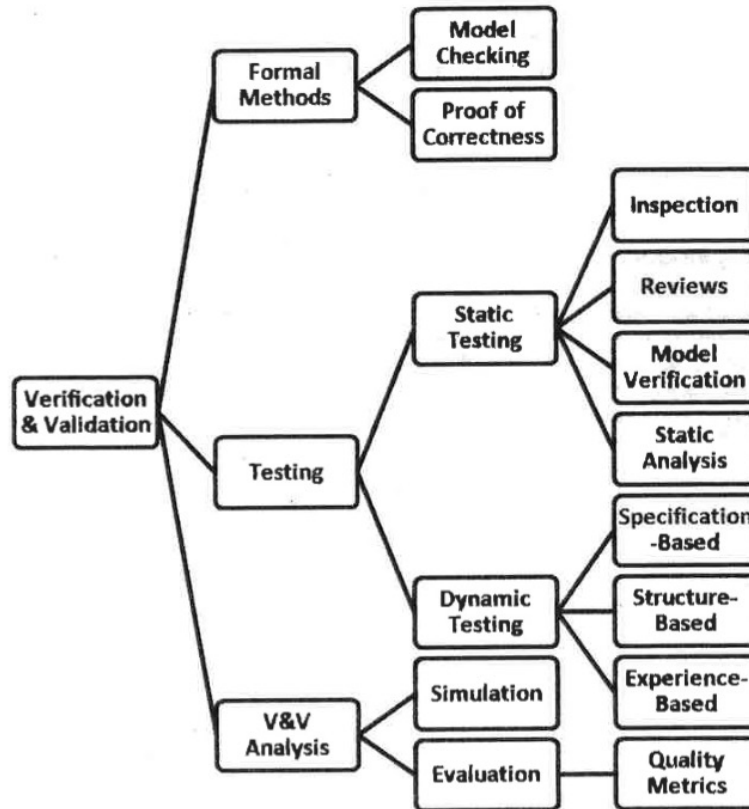 Model
Checking
Formal
Methods
Proof of
Correctness
Inspection
Reviews
Static
Testing
Model
Verification
Verification
& Validation
Static
Analysis
Testing
Specification
-Based
Dynamic
Testing
Structure-
Based
Simulation
Experience-
Based
V&V
Analysis
Evaluation
Quality
Metrics